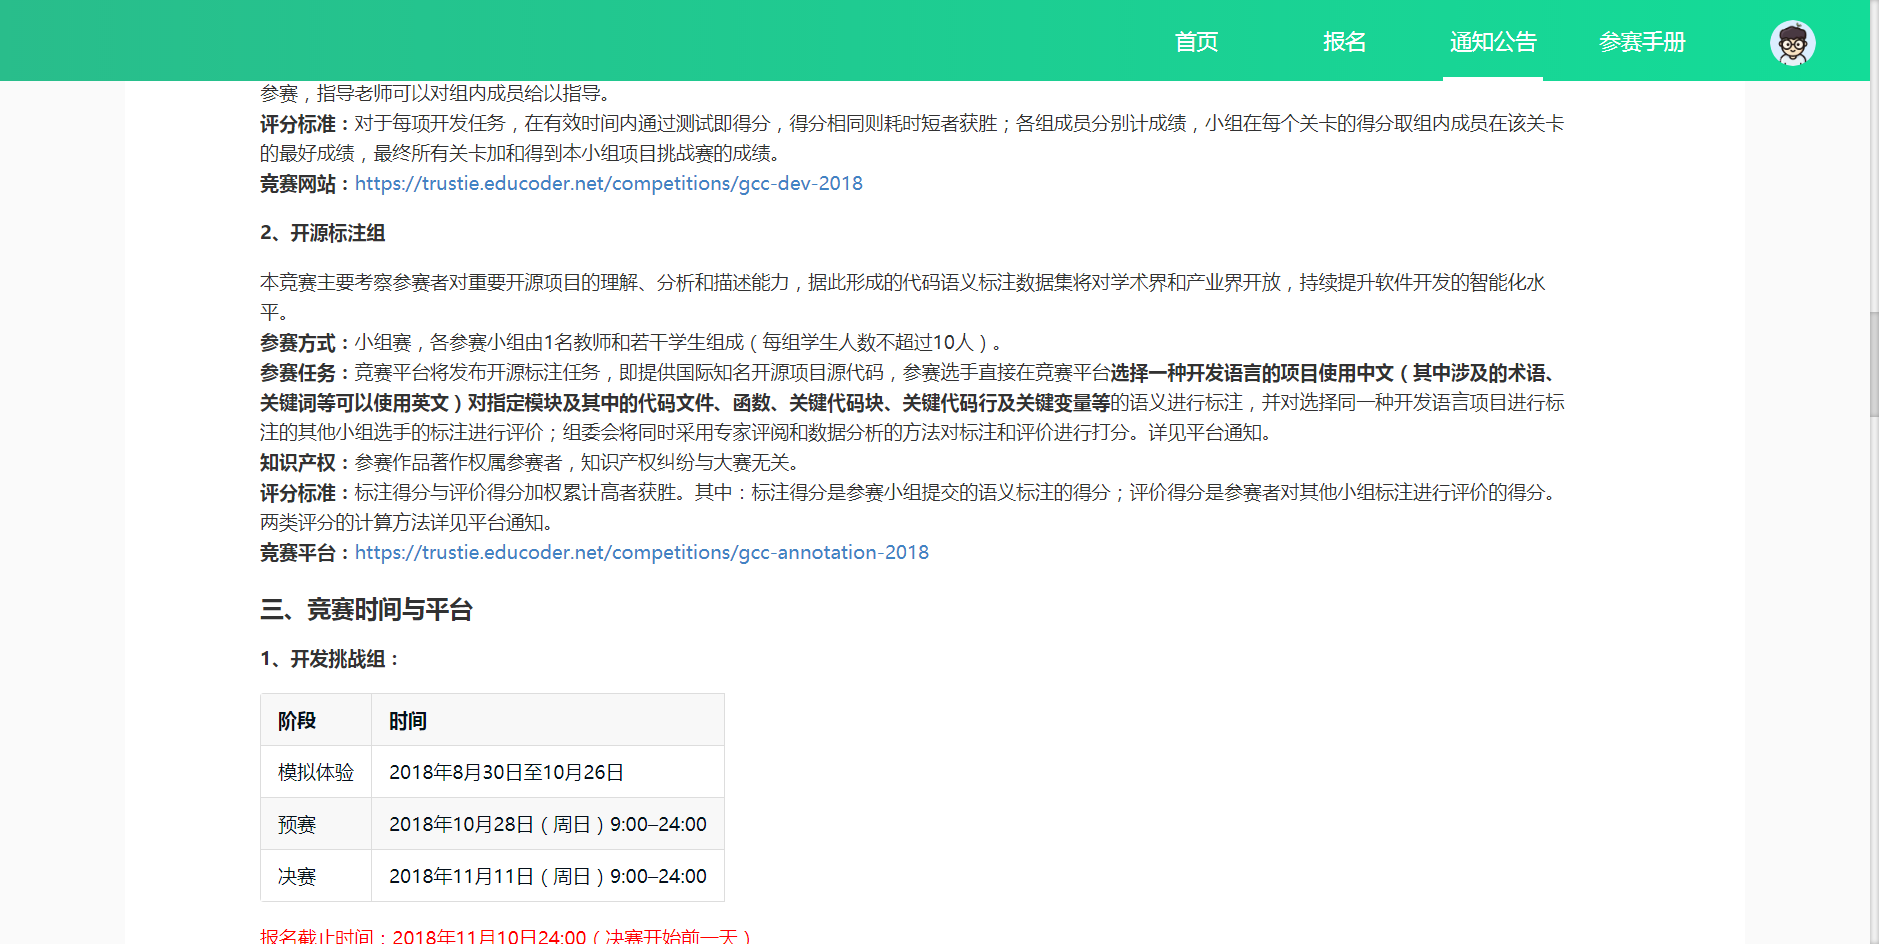 首页 报名 通知公告 参赛手册
参赛，指导老师可以对组内成员给以指导。
评分标准：对于每项开发任务，在有效时间内通过测试即得分，得分相同则耗时短者获胜；各组成员分别计成绩，小组在每个关卡的得分取组内成员在该关卡
的最好成绩，最终所有关卡加和得到本小组项目挑战赛的成绩。
竞赛网站：https://trustie.educoder.net/competitions/gcc-dev-2018
2、开源标注组
本竞赛主要考察参赛者对重要开源项目的理解、分析和描述能力，据此形成的代码语义标注数据集将对学术界和产业界开放，持续提升软件开发的智能化水
平。
参赛方式：小组赛，各参赛小组由1名教师和若干学生组成（每组学生人数不超过10人）。
参赛任务：竞赛平台将发布开源标注任务，即提供国际知名开源项目源代码，参赛选手直接在竞赛平台选择一种开发语言的项目使用中文（其中涉及的术语、
关键词等可以使用英文）对指定模块及其中的代码文件、函数、关键代码块、关键代码行及关键变量等的语义进行标注，并对选择同一种开发语言项目进行标
注的其他小组选手的标注进行评价；组委会将同时采用专家评阅和数据分析的方法对标注和评价进行打分。详见平台通知。
知识产权：参赛作品著作权属参赛者，知识产权纠纷与大赛无关。
评分标准：标注得分与评价得分加权累计高者获胜。其中：标注得分是参赛小组提交的语义标注的得分；评价得分是参赛者对其他小组标注进行评价的得分。
两类评分的计算方法详见平台通知。
竞赛平台：https://trustie.educoder.net/competitions/gcc-annotation-2018
三、竞赛时间与平台
1、开发挑战组：
阶段 时间
模拟体验 2018年8月30日至10月26日
预赛 2018年10月28日（周日）9:00–24:00
决赛 2018年11月11日（周日）9:00–24:00
报名截止时间：2018年11月10日24:00（决赛开始前一天）